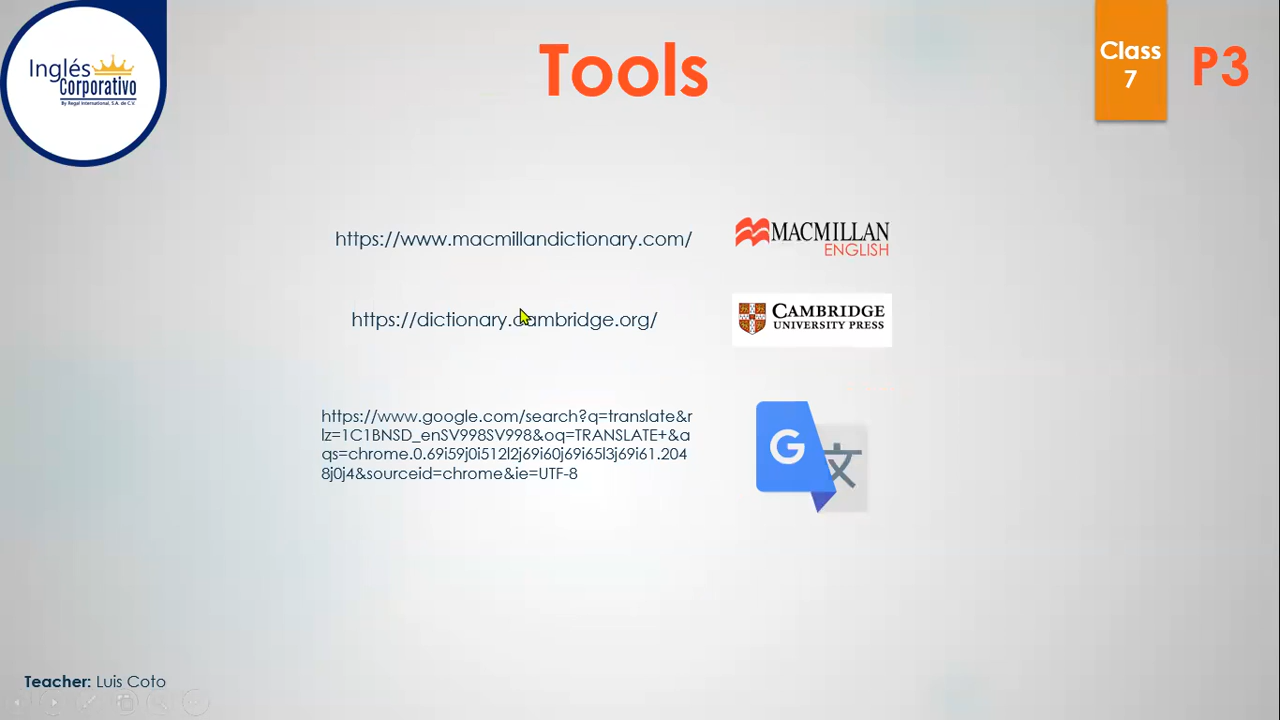 Inglés
Corporativo
By Regal International, S.A. de C.V.
Tools
Class
7
P3
https://www.macmillandictionary.com/
MACMILLAN
ENGLISH
https://dictionary.cambridge.org/
CAMBRIDGE
UNIVERSITY PRESS
https://www.google.com/search?q=translate&r
lz=1C1BNSD_enSV998SV998&oq=TRANSLATE+&a
qs=chrome.0.69i59j0i512l2j69i60j69i65l3j69i61.204
8j0j4&sourceid=chrome&ie=UTF-8
G
文
Teacher: Luis Coto